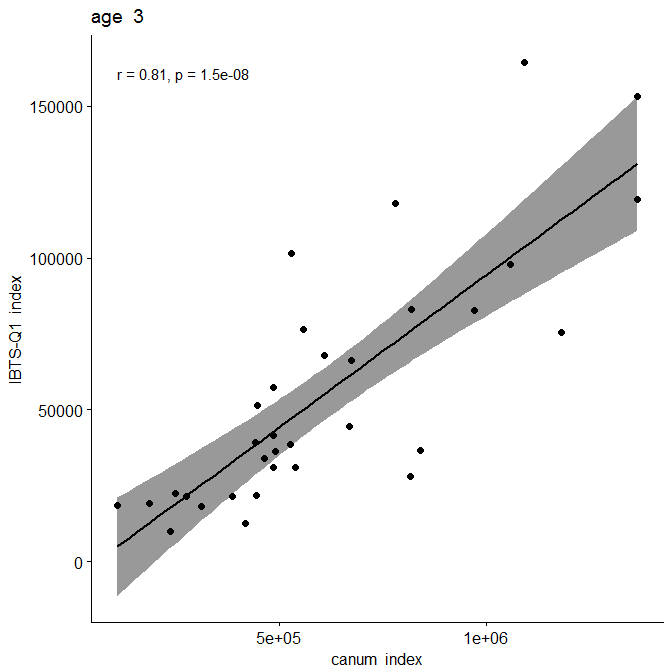 age 3
r = 0.81, p = 1.5e-08
150000
100000
50000
0
IBTS-Q1 index
5e+05 1e+06
canum index